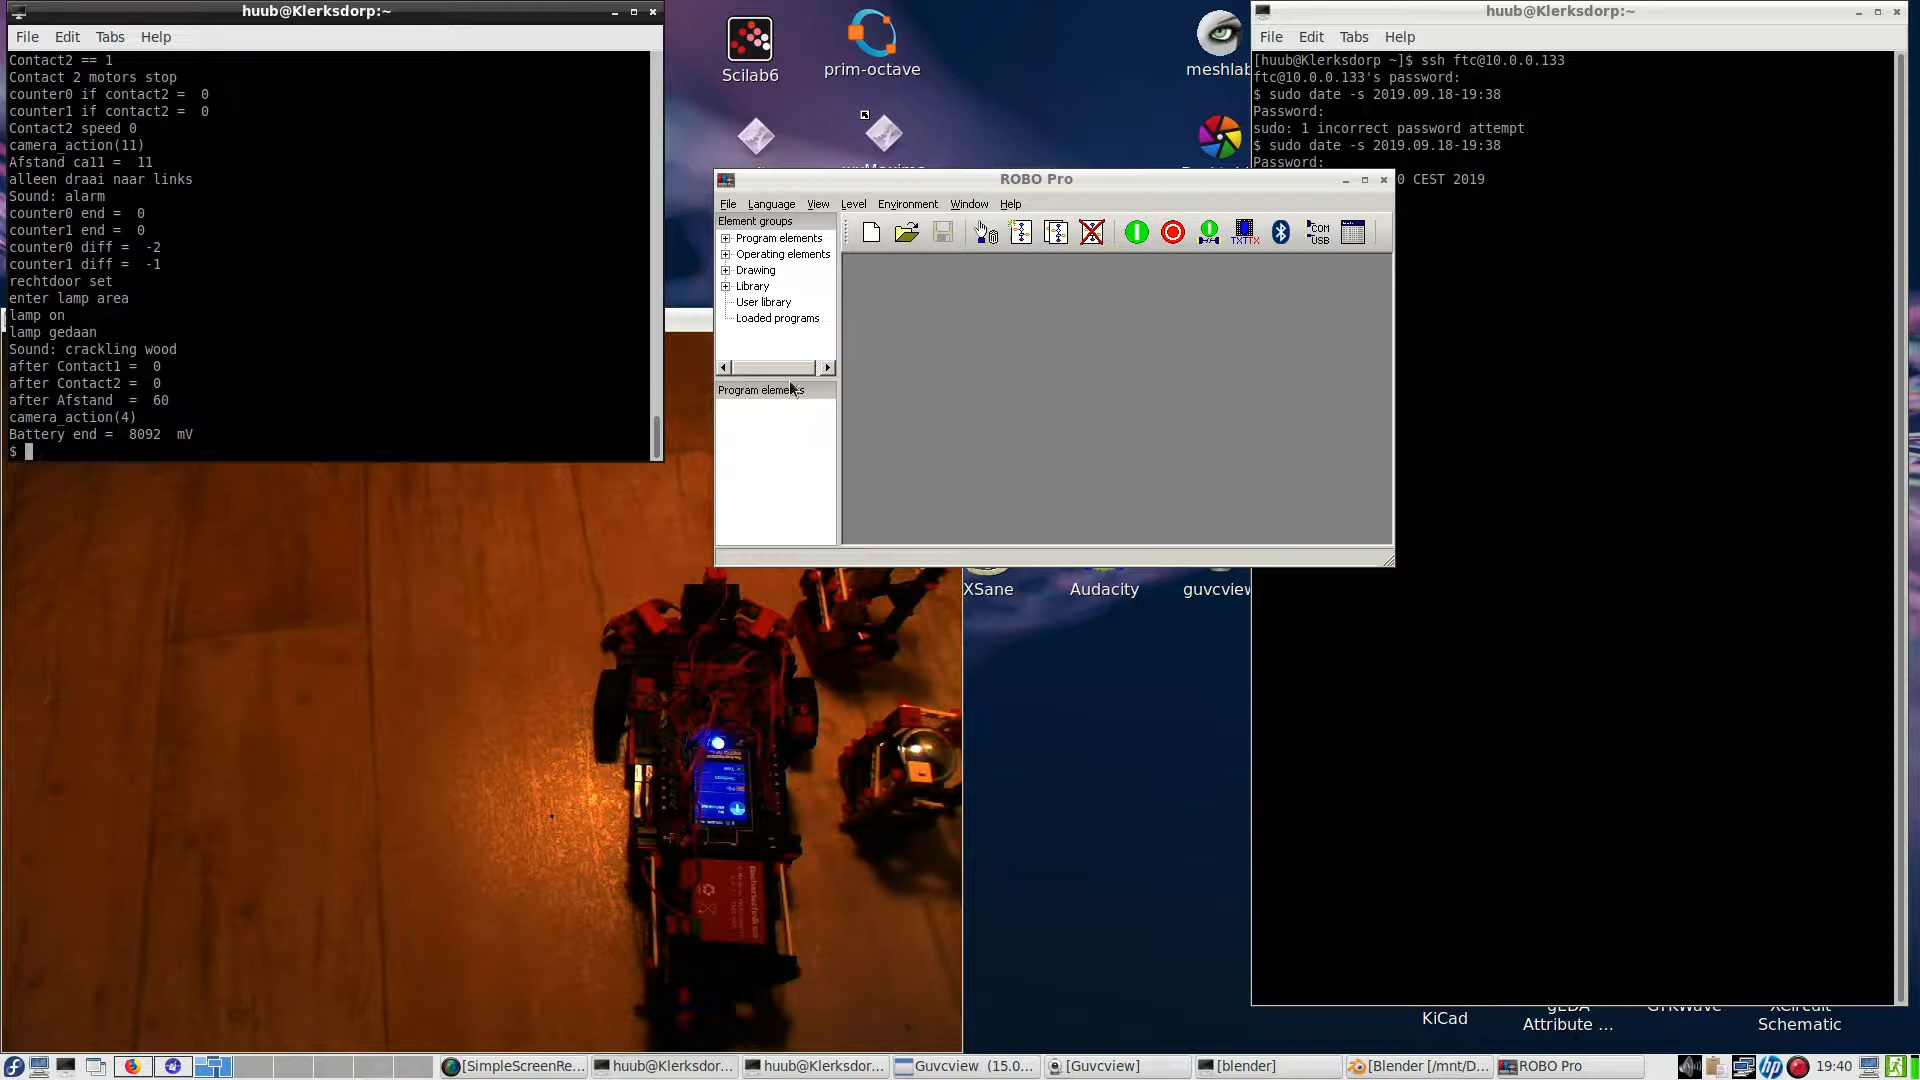 huub@Klerksdorp:~
File Edit Tabs Help
Contact2 == 1
Contact 2 motors stop
counter0 if contact2 =  0
counter1 if contact2 =  0
Contact2 speed 0
camera_action(11)
Afstand ca11 =  11
alleen draai naar links
Sound: alarm
counter0 end =  0
counter1 end =  0
counter0 diff =  -2
counter1 diff =  -1
rechtdoor set
enter lamp area
lamp on
lamp gedaan
Sound: crackling wood
after Contact1 =  0
after Contact2 =  0
after Afstand  =  60
camera_action(4)
Battery end =  8092  mV
$
Scilab6
prim-octave
meshlab
huub@Klerksdorp:~
File Edit Tabs Help
[huub@Klerksdorp ~]$ ssh ftc@10.0.0.133
ftc@10.0.0.133's password:
$ sudo date -s 2019.09.18-19:38
Password:
sudo: 1 incorrect password attempt
$ sudo date -s 2019.09.18-19:38
Password:
0 CEST 2019
ROBO Pro
File Language View Level Environment Window Help
Element groups
Program elements
Operating elements
Drawing
Library
User library
Loaded programs
Program elements
TXTTX
COM
USB
XSane
Audacity
guvcview
KiCad
gEDA
Attribute ...
GTKWave
XCircuit
Schematic
[SimpleScreenRe...
huub@Klerksdor...
huub@Klerksdor...
Guvcview  (15.0...
[Guvcview]
[blender]
[Blender [/mnt/D...
ROBO Pro
19:40